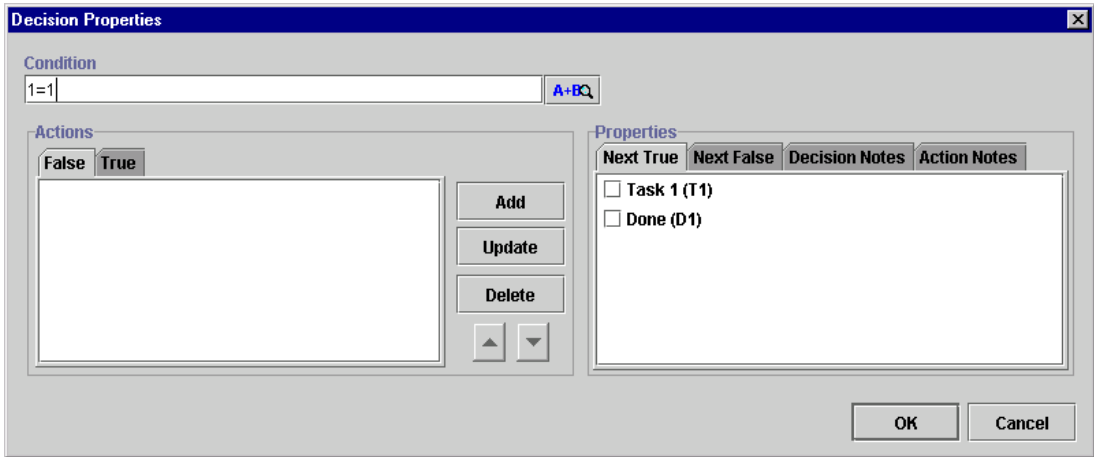 Decision Properties
Condition
1=1
A+B
Actions
False True
Add
Update
Delete
Properties
Next True Next False Decision Notes Action Notes
Task 1 (T1)
Done (D1)
OK Cancel